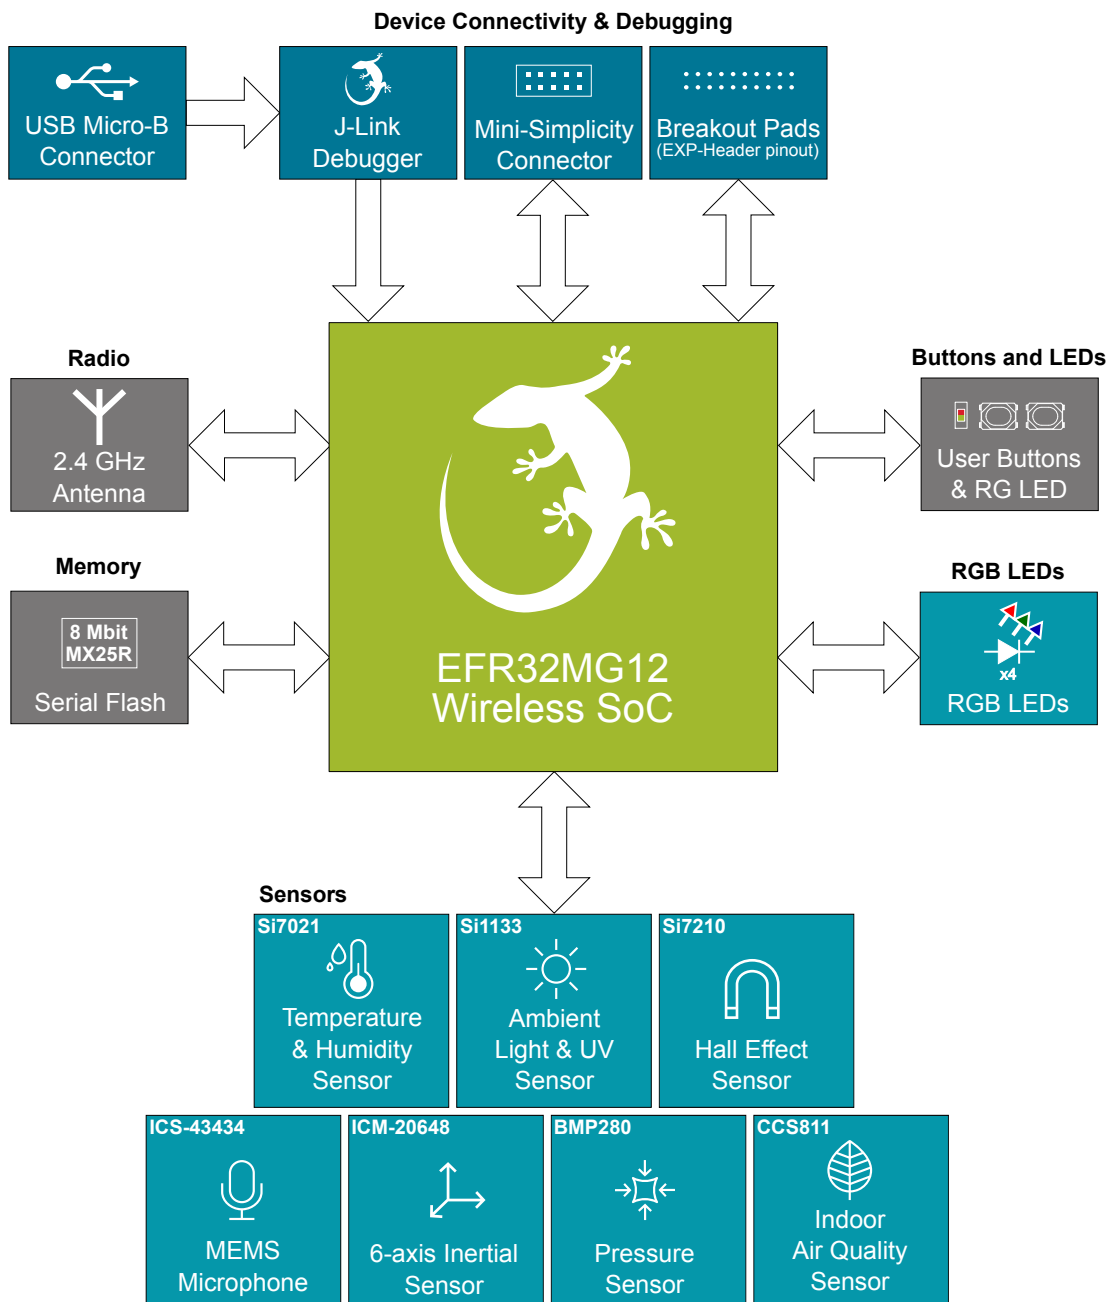 Device Connectivity & Debugging
USB Micro-B
Connector
J-Link
Debugger
Mini-Simplicity
Connector
Breakout Pads
(EXP-Header pinout)
Radio
2.4 GHz
Antenna
Buttons and LEDs
User Buttons
& RG LED
Memory
8 Mbit
MX25R
Serial Flash
EFR32MG12
Wireless SoC
RGB LEDs
x4
RGB LEDs
Sensors
Si7021
Temperature
& Humidity
Sensor
Si1133
Ambient
Light & UV
Sensor
Si7210
Hall Effect
Sensor
ICS-43434
MEMS
Microphone
ICM-20648
6-axis Inertial
Sensor
BMP280
Pressure
Sensor
CCS811
Indoor
Air Quality
Sensor